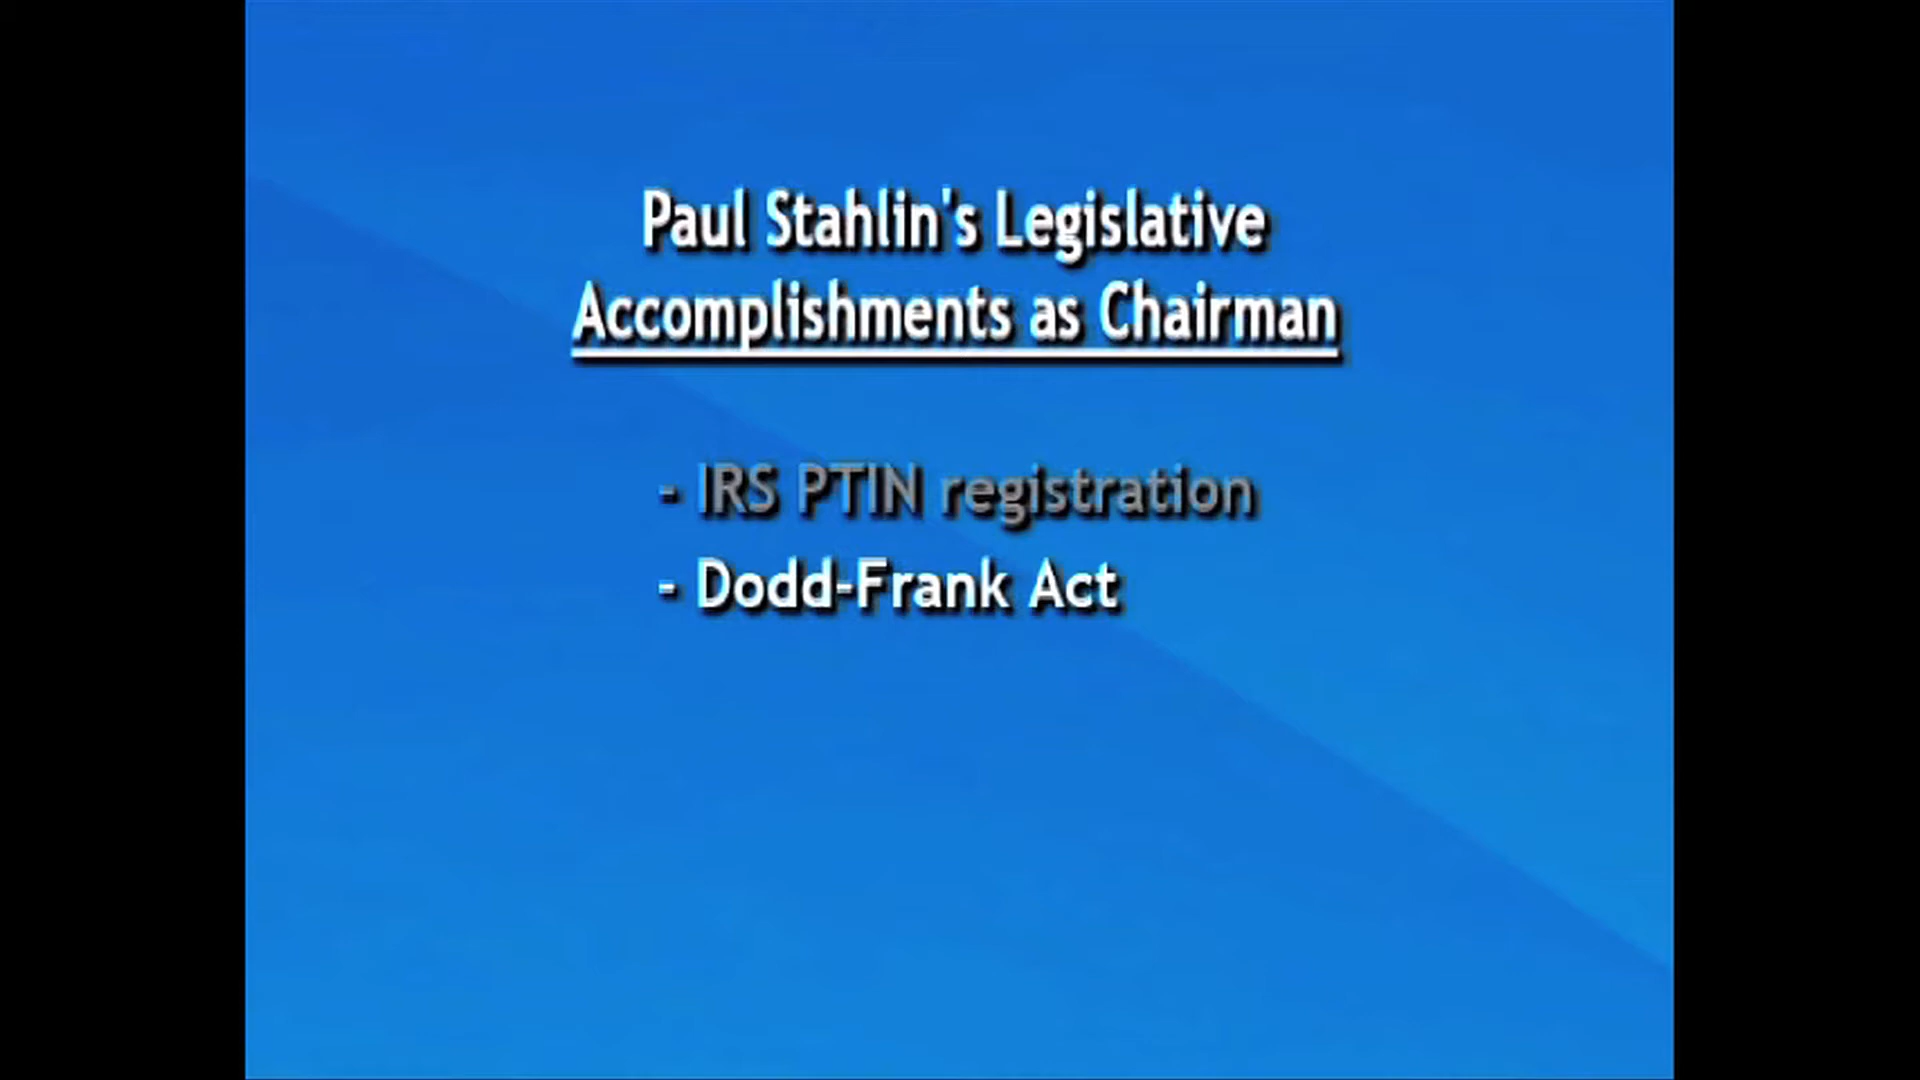 Paul Stahlin's Legislative
Accomplishments as Chairman
- IRS PTIN registration
- Dodd-Frank Act